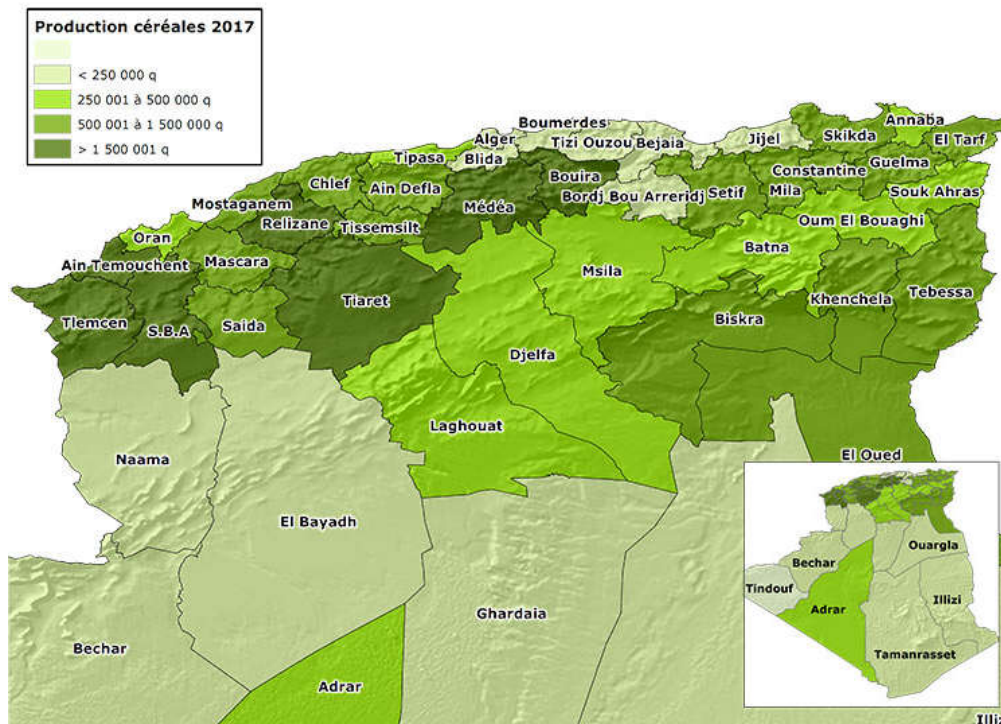 Production céréales 2017
< 250 000 q
250 001 à 500 000 q
500 001 à 1 500 000 q
> 1 500 001 q
Boumerdes
Alger
Tizi Ouzou
Bejaia
Jijel
Skikda
Annaba
El Tarf
Tipasa
Blida
Bouira
Constantine
Guelma
Chlef
Ain Defla
Médéa
Bordj Bou Arreridj
Setif
Mila
Souk Ahras
Mostaganem
Relizane
Tissemsilt
Oum El Bouaghi
Oran
Batna
Ain Temouchent
Mascara
Msila
Tiaret
Khenchela
Tebessa
Tlemcen
S.B.A
Saida
Biskra
Djelfa
Laghouat
Naama
El Oued
El Bayadh
Ghardaia
Bechar
Adrar
Ouargla
Bechar
Tindouf
Illizi
Adrar
Tamanrasset
Illiz